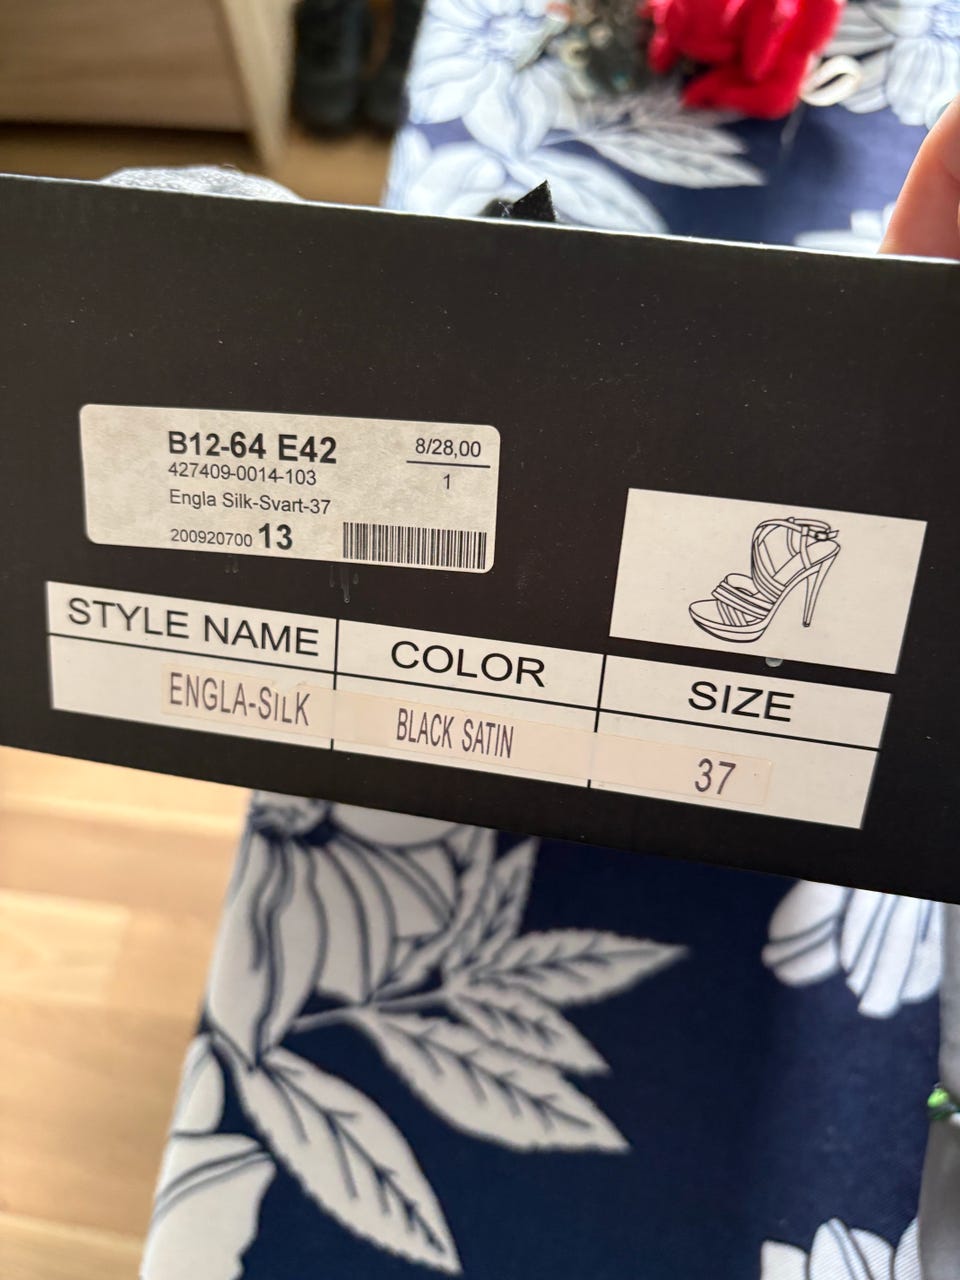 B12-64 E42
8/28,00
427409-0014-103
1
Engla Silk-Svart-37
200920700 13
STYLE NAME
COLOR
SIZE
ENGLA-SiLK
BLACK SATIN
37